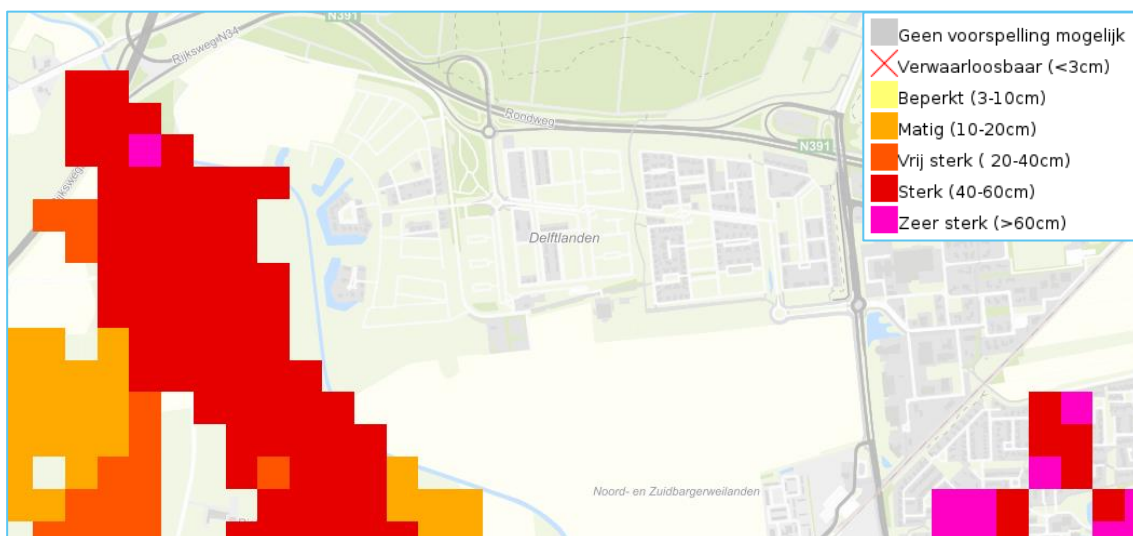 N391
Rijksweg N34
Rijksweg
Rondweg
N391
Delftlanden
Noord- en Zuidbargerweilanden
Geen voorspelling mogelijk
Verwaarloosbaar (<3cm)
Beperkt (3-10cm)
Matig (10-20cm)
Vrij sterk ( 20-40cm)
Sterk (40-60cm)
Zeer sterk (>60cm)